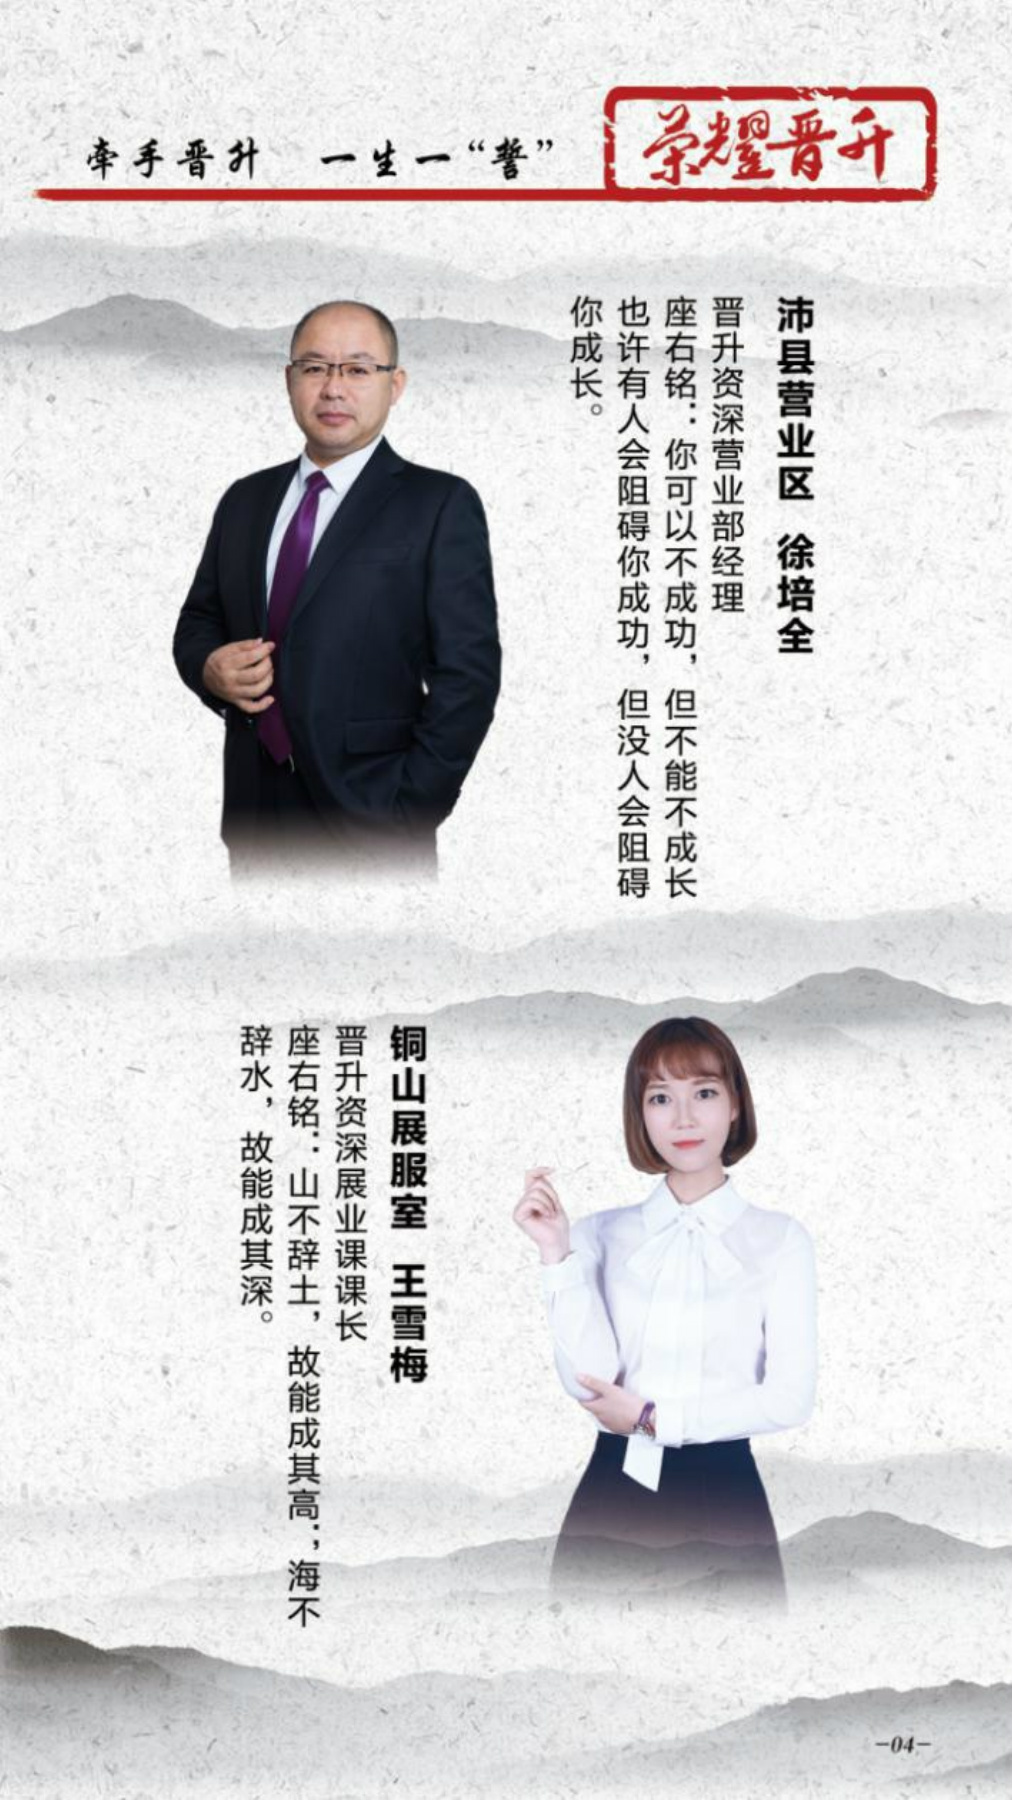 牵手晋升 一生一“誓”
荣耀晋升
沛县营业区 徐培全
晋升资深营业部经理
座右铭：你可以不成功，但不能不成长
也许有人会阻碍你成功，但没人会阻碍
你成长。
铜山展服室 王雪梅
晋升资深展业课课长
座右铭：山不辞土，故能成其高；海不
辞水，故能成其深。
-04-